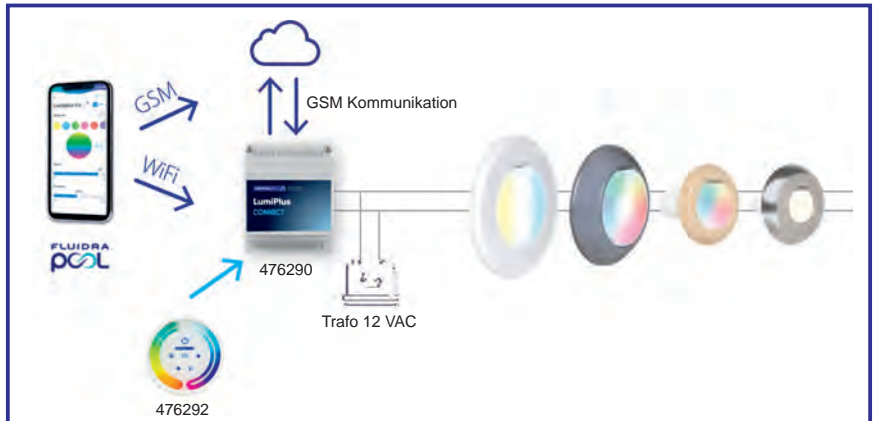 GSM
WiFi
FLUIDRA
POOL
GSM Kommunikation
LumiPlus
CONNECT
476290
Trafo 12 VAC
476292